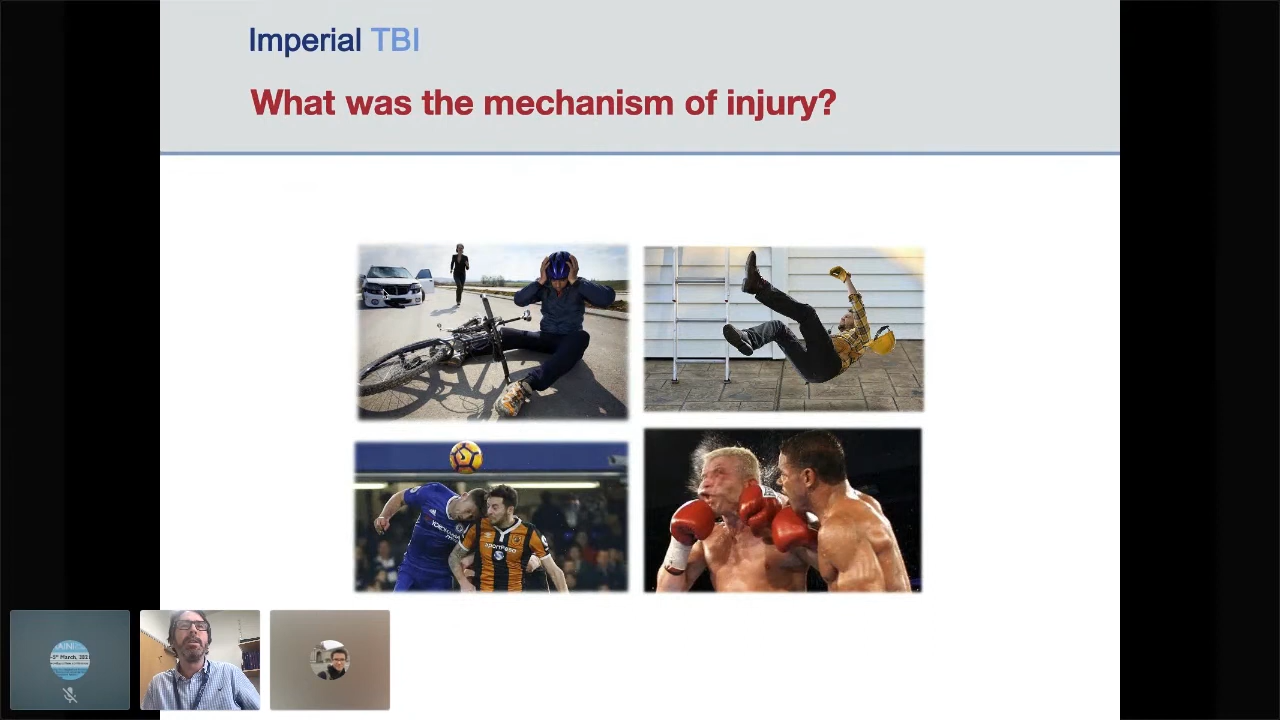 Imperial TBI
What was the mechanism of injury?